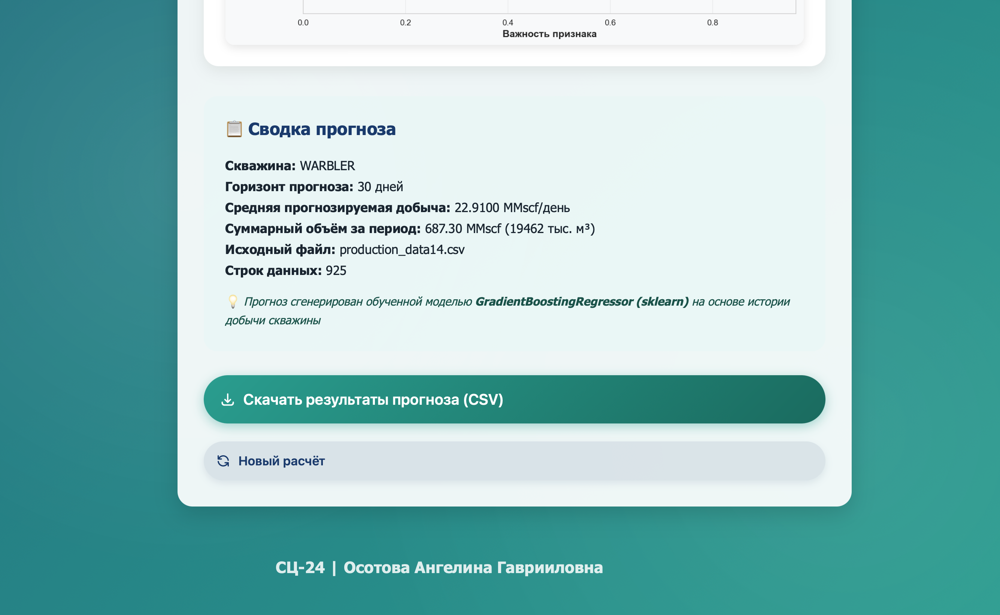 0.0 0.2 0.4 0.6 0.8
Важность признака
📋 Сводка прогноза
Скважина: WARBLER
Горизонт прогноза: 30 дней
Средняя прогнозируемая добыча: 22.9100 MMscf/день
Суммарный объём за период: 687.30 MMscf (19462 тыс. м³)
Исходный файл: production_data14.csv
Строк данных: 925
💡 Прогноз сгенерирован обученной моделью GradientBoostingRegressor (sklearn) на основе истории
добычи скважины
Скачать результаты прогноза (CSV)
Новый расчёт
СЦ-24 | Осотова Ангелина Гаврииловна